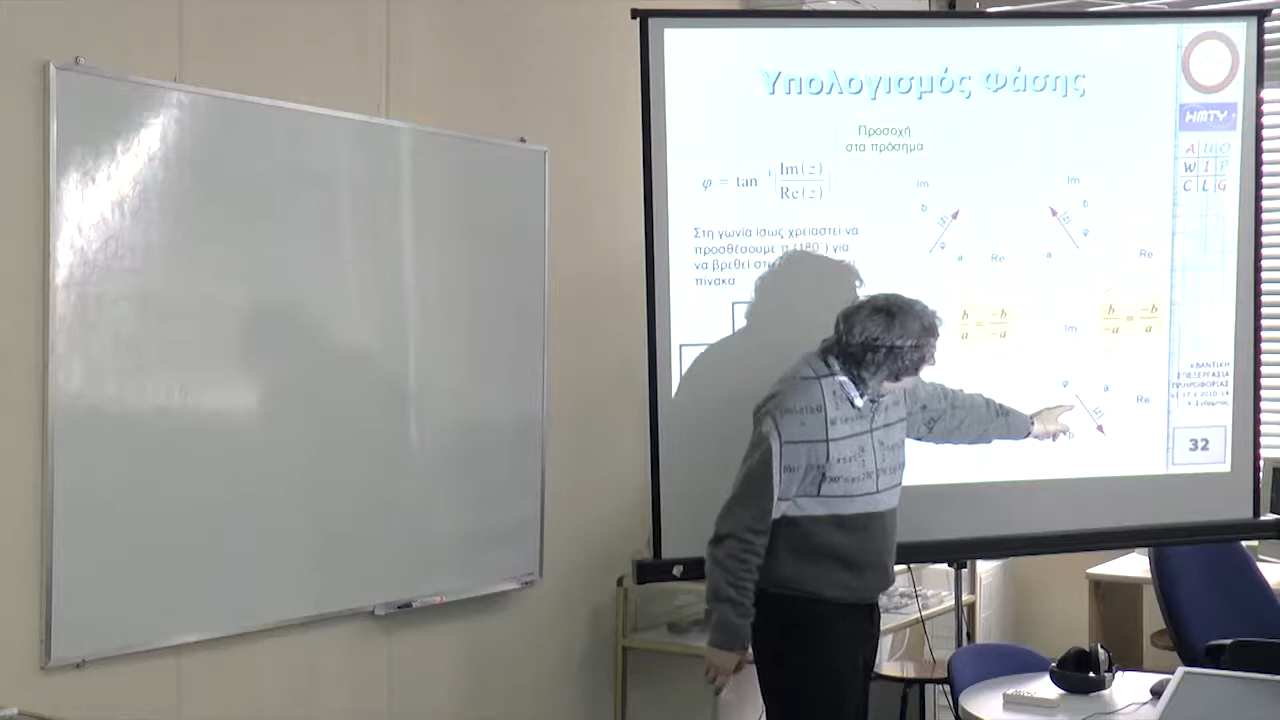 Υπολογισμός Φάσης
Προσοχή
στα πρόσημα
φ = tan⁻¹ [Im(z) / Re(z)]
Στη γωνία ίσως χρειαστεί να
προσθέσουμε π (180°) για
να βρεθεί στο
πίνακα
Im
b
|z|
φ
a
Re
Im
b
|z|
φ
a
Re
b/a = -b/-a
b/-a = -b/a
Im
φ
a
Re
|z|
b
ΗΜΤΥ
A U O
W I P
C L G
ΚΒΑΝΤΙΚΗ
ΕΠΕΞΕΡΓΑΣΙΑ
ΠΛΗΡΟΦΟΡΙΑΣ
32